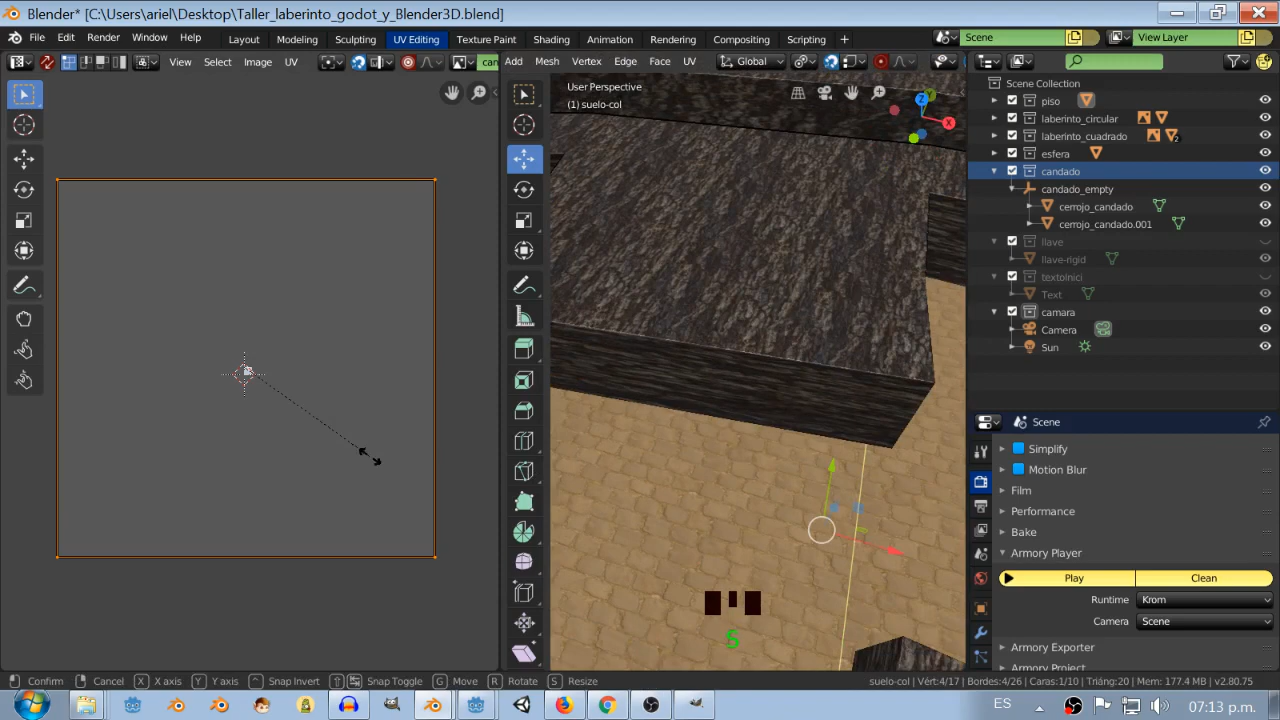 Blender* [C:\Users\ariel\Desktop\Taller_laberinto_godot_y_Blender3D.blend]
File Edit Render Window Help Layout Modeling Sculpting UV Editing Texture Paint Shading Animation Rendering Compositing Scripting + Scene View Layer
View Select Image UV can Add Mesh Vertex Edge Face UV Global
User Perspective
(1) suelo-col
Z
Y
X
Scene Collection
piso
laberinto_circular
laberinto_cuadrado 2
esfera
candado
candado_empty
cerrojo_candado
cerrojo_candado.001
llave
llave-rigid
textoInici
Text
camara
Camera
Sun
Scene
Simplify
Motion Blur
Film
Performance
Bake
Armory Player
Play Clean
Runtime Krom
Camera Scene
Armory Exporter
Armory Project
S
Confirm Cancel X X axis Y Y axis Snap Invert Snap Toggle G Move R Rotate S Resize suelo-col | Vért:4/17 | Bordes:4/26 | Caras:1/10 | Triáng:20 | Mem: 177.4 MB | v2.80.75
ES 07:13 p.m.